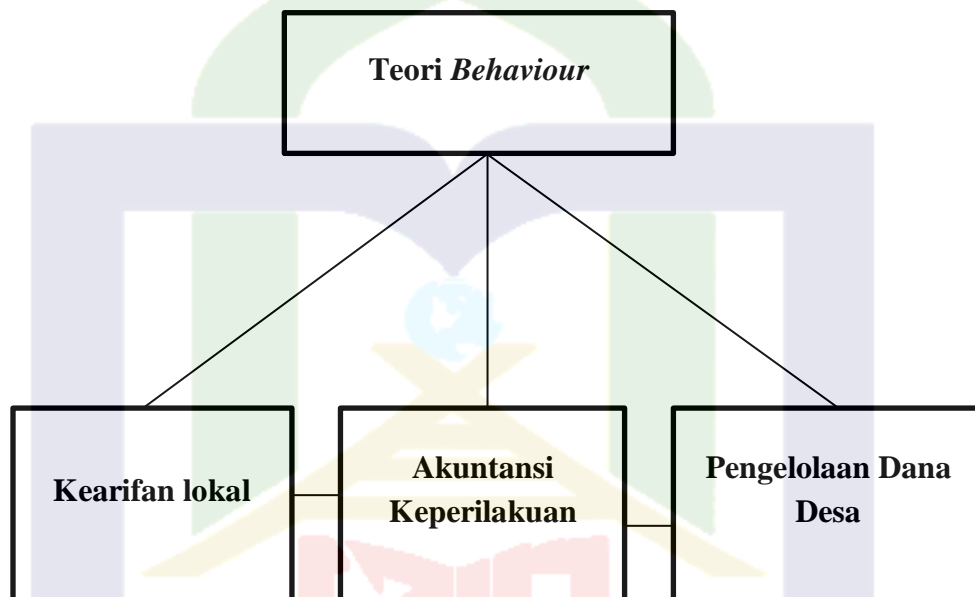 Teori Behaviour
Kearifan lokal
Akuntansi
Keperilakuan
Pengelolaan Dana
Desa